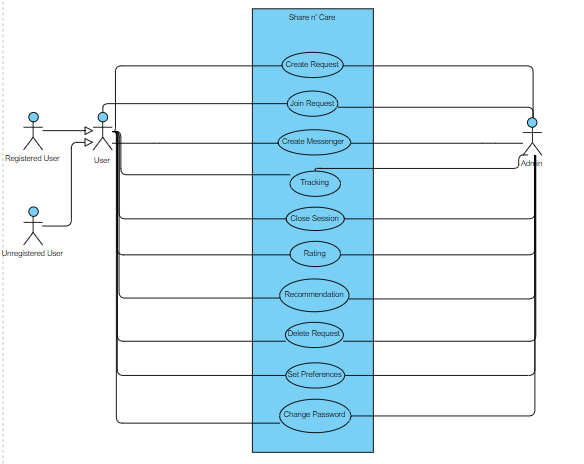 Share n' Care
Create Request
Join Request
Create Messenger
Registered User
User
Admin
Tracking
Close Session
Unregistered User
Rating
Recommendation
Delete Request
Set Preferences
Change Password